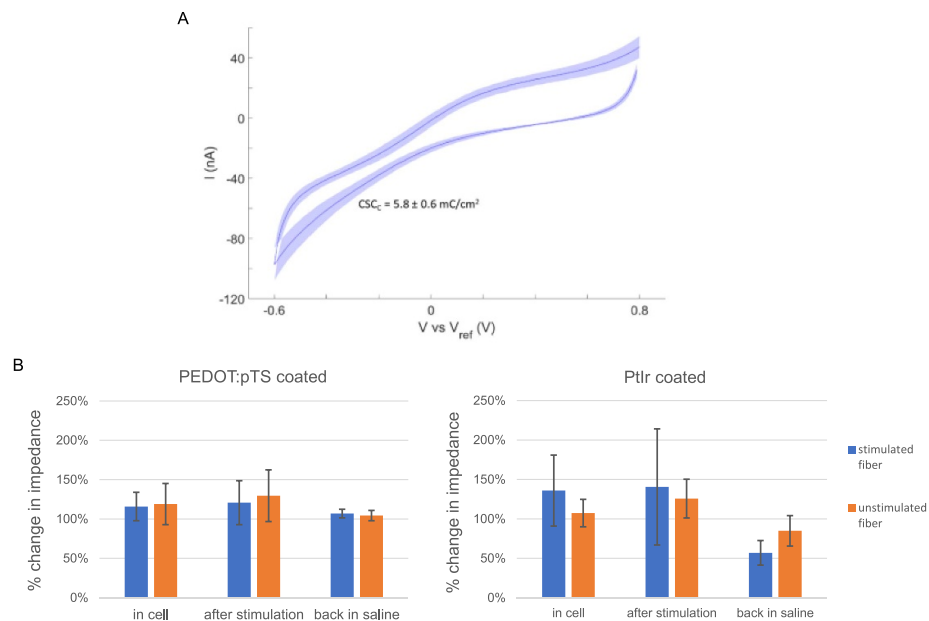 A
40
0
I (nA)
-40
CSCC = 5.8 ± 0.6 mC/cm²
-80
-120
-0.6
0
0.8
V vs Vref (V)
B
PEDOT:pTS coated
PtIr coated
250%
200%
150%
100%
50%
0%
% change in impedance
in cell
after stimulation
back in saline
250%
200%
150%
100%
50%
0%
% change in impedance
in cell
after stimulation
back in saline
stimulated
fiber
unstimulated
fiber